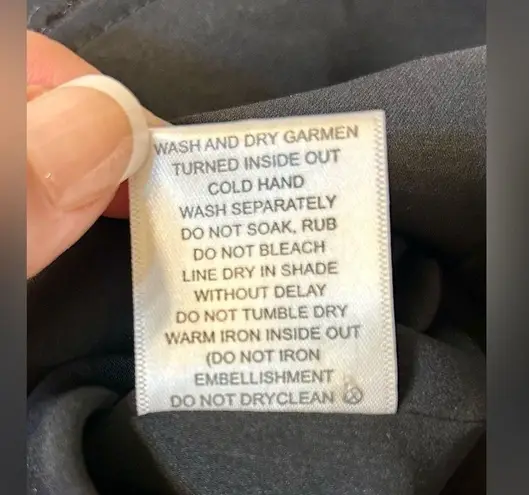 WASH AND DRY GARMEN
TURNED INSIDE OUT
COLD HAND
WASH SEPARATELY
DO NOT SOAK, RUB
DO NOT BLEACH
LINE DRY IN SHADE
WITHOUT DELAY
DO NOT TUMBLE DRY
WARM IRON INSIDE OUT
(DO NOT IRON
EMBELLISHMENT
DO NOT DRYCLEAN